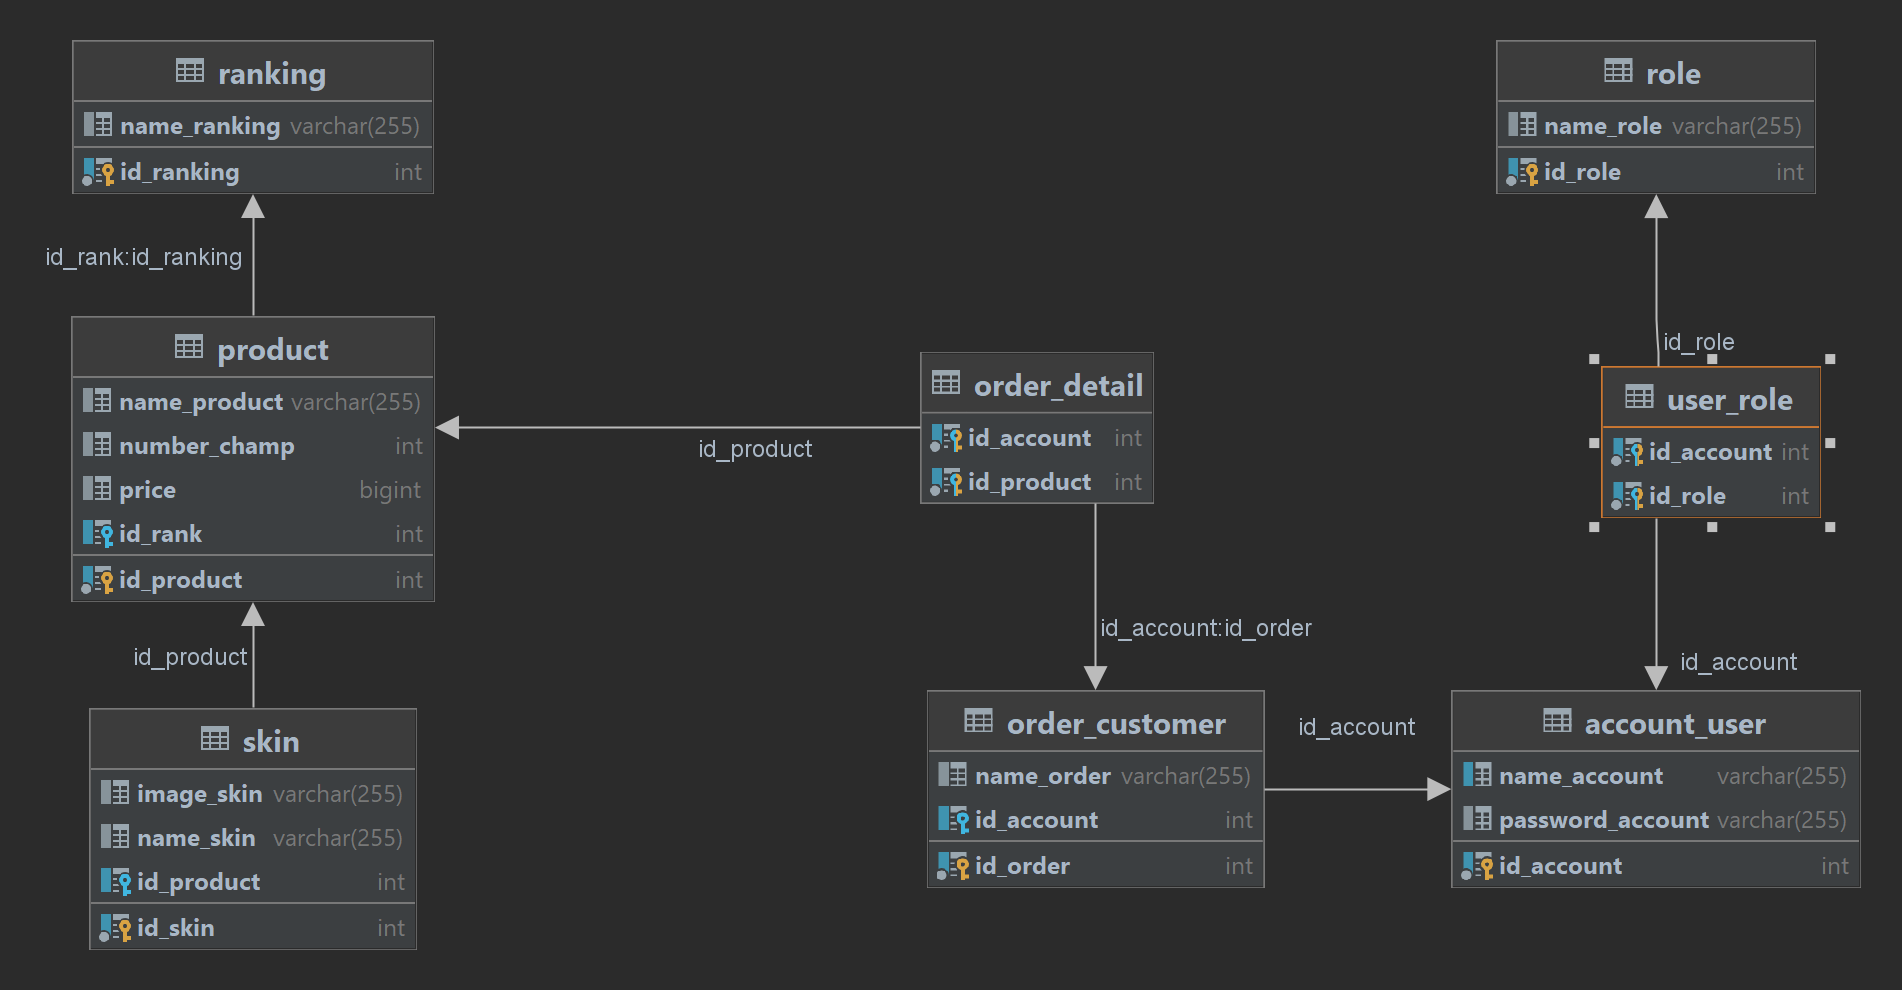 ranking
name_ranking varchar(255)
id_ranking int
id_rank:id_ranking
product
name_product varchar(255)
number_champ int
price bigint
id_rank int
id_product int
id_product
skin
image_skin varchar(255)
name_skin varchar(255)
id_product int
id_skin int
id_product
order_detail
id_account int
id_product int
id_account:id_order
order_customer
name_order varchar(255)
id_account int
id_order int
id_account
role
name_role varchar(255)
id_role int
id_role
user_role
id_account int
id_role int
id_account
account_user
name_account varchar(255)
password_account varchar(255)
id_account int